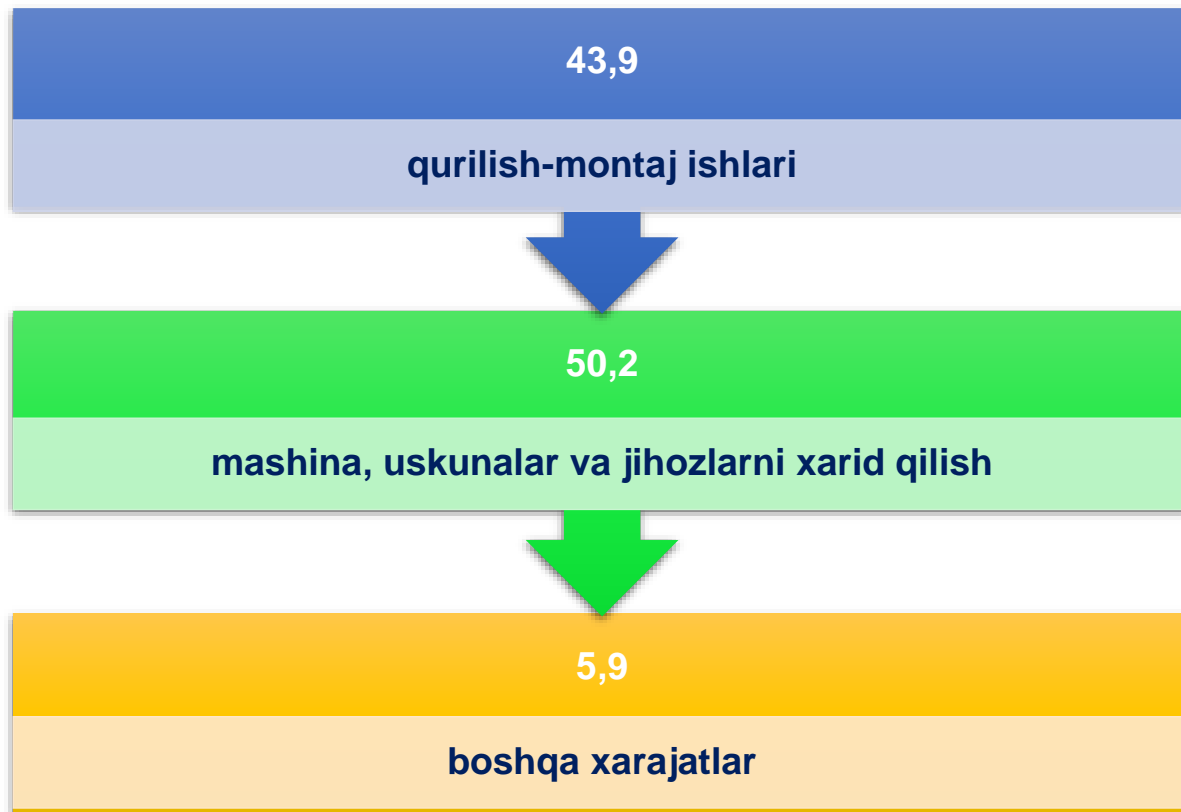 43,9
qurilish-montaj ishlari
50,2
mashina, uskunalar va jihozlarni xarid qilish
5,9
boshqa xarajatlar